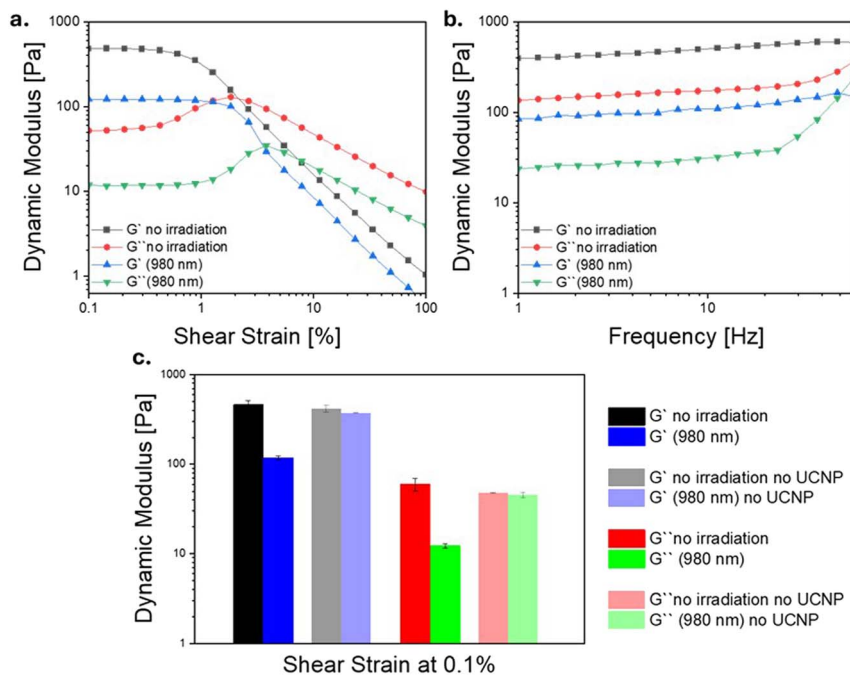 a.
Dynamic Modulus [Pa]
1000
100
10
1
G` no irradiation
G`` no irradiation
G` (980 nm)
G``(980 nm)
0.1
1
10
100
Shear Strain [%]
b.
Dynamic Modulus [Pa]
1000
100
10
1
G` no irradiation
G`` no irradiation
G` (980 nm)
G``(980 nm)
1
10
Frequency [Hz]
c.
Dynamic Modulus [Pa]
1000
100
10
1
Shear Strain at 0.1%
G` no irradiation
G` (980 nm)
G` no irradiation no UCNP
G` (980 nm) no UCNP
G``no irradiation
G`` (980 nm)
G``no irradiation no UCNP
G`` (980 nm) no UCNP